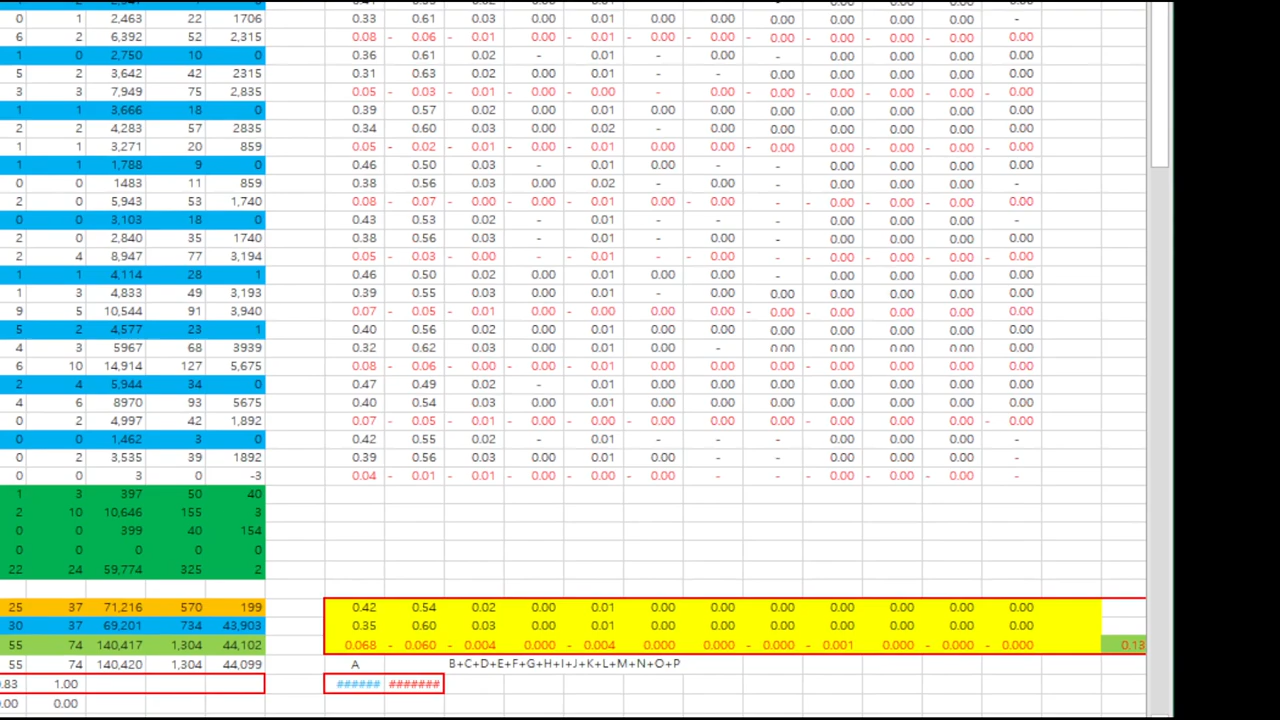 0 1 2,463 22 1706 0.33 0.61 0.03 0.00 0.01 0.00 0.00 - 0.00 0.00 0.00 -
6 2 6,392 52 2,315 0.08 - 0.06 - 0.01 0.00 - 0.01 - 0.00 - 0.00 - 0.00 - 0.00 - 0.00 - 0.00 0.00
1 0 2,750 10 0 0.36 0.61 0.02 - 0.01 - 0.00 - 0.00 0.00 0.00 0.00
5 2 3,642 42 2315 0.31 0.63 0.02 0.00 0.01 - - 0.00 0.00 0.00 0.00 0.00
3 3 7,949 75 2,835 0.05 - 0.03 - 0.01 - 0.00 - 0.00 - 0.00 - 0.00 - 0.00 - 0.00 - 0.00 - 0.00
1 1 3,666 18 0 0.39 0.57 0.02 0.00 0.01 0.00 0.00 0.00 0.00 0.00 0.00 0.00
2 2 4,283 57 2835 0.34 0.60 0.03 0.00 0.02 - 0.00 0.00 0.00 0.00 0.00 0.00
1 1 3,271 20 859 0.05 - 0.02 - 0.01 - 0.00 - 0.01 0.00 0.00 - 0.00 - 0.00 - 0.00 - 0.00 0.00
1 1 1,788 9 0 0.46 0.50 0.03 - 0.01 0.00 - - 0.00 0.00 0.00 0.00
0 0 1483 11 859 0.38 0.56 0.03 0.00 0.02 - 0.00 - 0.00 0.00 0.00 -
2 0 5,943 53 1,740 0.08 - 0.07 - 0.00 - 0.00 - 0.01 0.00 - 0.00 - - 0.00 - 0.00 - 0.00 0.00
0 0 3,103 18 0 0.43 0.53 0.02 - 0.01 - - - 0.00 0.00 0.00 -
2 0 2,840 35 1740 0.38 0.56 0.03 - 0.01 - 0.00 - 0.00 0.00 0.00 0.00
2 4 8,947 77 3,194 0.05 - 0.03 - 0.00 - - 0.01 - 0.00 - - 0.00 - 0.00 - 0.00 - 0.00
1 1 4,114 28 1 0.46 0.50 0.02 0.00 0.01 0.00 0.00 - 0.00 0.00 0.00 0.00
1 3 4,833 49 3,193 0.39 0.55 0.03 0.00 0.01 - 0.00 0.00 0.00 0.00 0.00 0.00
9 5 10,544 91 3,940 0.07 - 0.05 - 0.01 0.00 - 0.00 0.00 0.00 - 0.00 - 0.00 - 0.00 - 0.00 0.00
5 2 4,577 23 1 0.40 0.56 0.02 0.00 0.01 0.00 0.00 0.00 0.00 0.00 0.00 0.00
4 3 5967 68 3939 0.32 0.62 0.03 0.00 0.01 0.00 - 0.00 0.00 0.00 0.00 0.00
6 10 14,914 127 5,675 0.08 - 0.06 - 0.00 - 0.00 - 0.01 0.00 0.00 0.00 - 0.00 - 0.00 - 0.00 0.00
2 4 5,944 34 0 0.47 0.49 0.02 - 0.01 0.00 0.00 0.00 0.00 0.00 0.00 0.00
4 6 8970 93 5675 0.40 0.54 0.03 0.00 0.01 0.00 0.00 0.00 0.00 0.00 0.00 0.00
0 2 4,997 42 1,892 0.07 - 0.05 - 0.01 - 0.00 - 0.00 - 0.00 0.00 0.00 - 0.00 0.00 - 0.00 - 0.00
0 0 1,462 3 0 0.42 0.55 0.02 - 0.01 - - - 0.00 0.00 0.00 -
0 2 3,535 39 1892 0.39 0.56 0.03 0.00 0.01 0.00 - - 0.00 0.00 0.00 -
0 0 3 0 -3 0.04 - 0.01 - 0.01 - 0.00 - 0.00 - 0.00 - - 0.00 - 0.00 - 0.00 -
1 3 397 50 40
2 10 10,646 155 3
0 0 399 40 154
0 0 0 0 0
22 24 59,774 325 2
25 37 71,216 570 199 0.42 0.54 0.02 0.00 0.01 0.00 0.00 0.00 0.00 0.00 0.00 0.00
30 37 69,201 734 43,903 0.35 0.60 0.03 0.00 0.01 0.00 0.00 0.00 0.00 0.00 0.00 0.00
55 74 140,417 1,304 44,102 0.068 - 0.060 - 0.004 - 0.000 - 0.004 0.000 - 0.000 - 0.000 - 0.001 - 0.000 - 0.000 - 0.000 0.13
55 74 140,420 1,304 44,099 A B+C+D+E+F+G+H+I+J+K+L+M+N+O+P
0.83 1.00 ###### #######
0.00 0.00